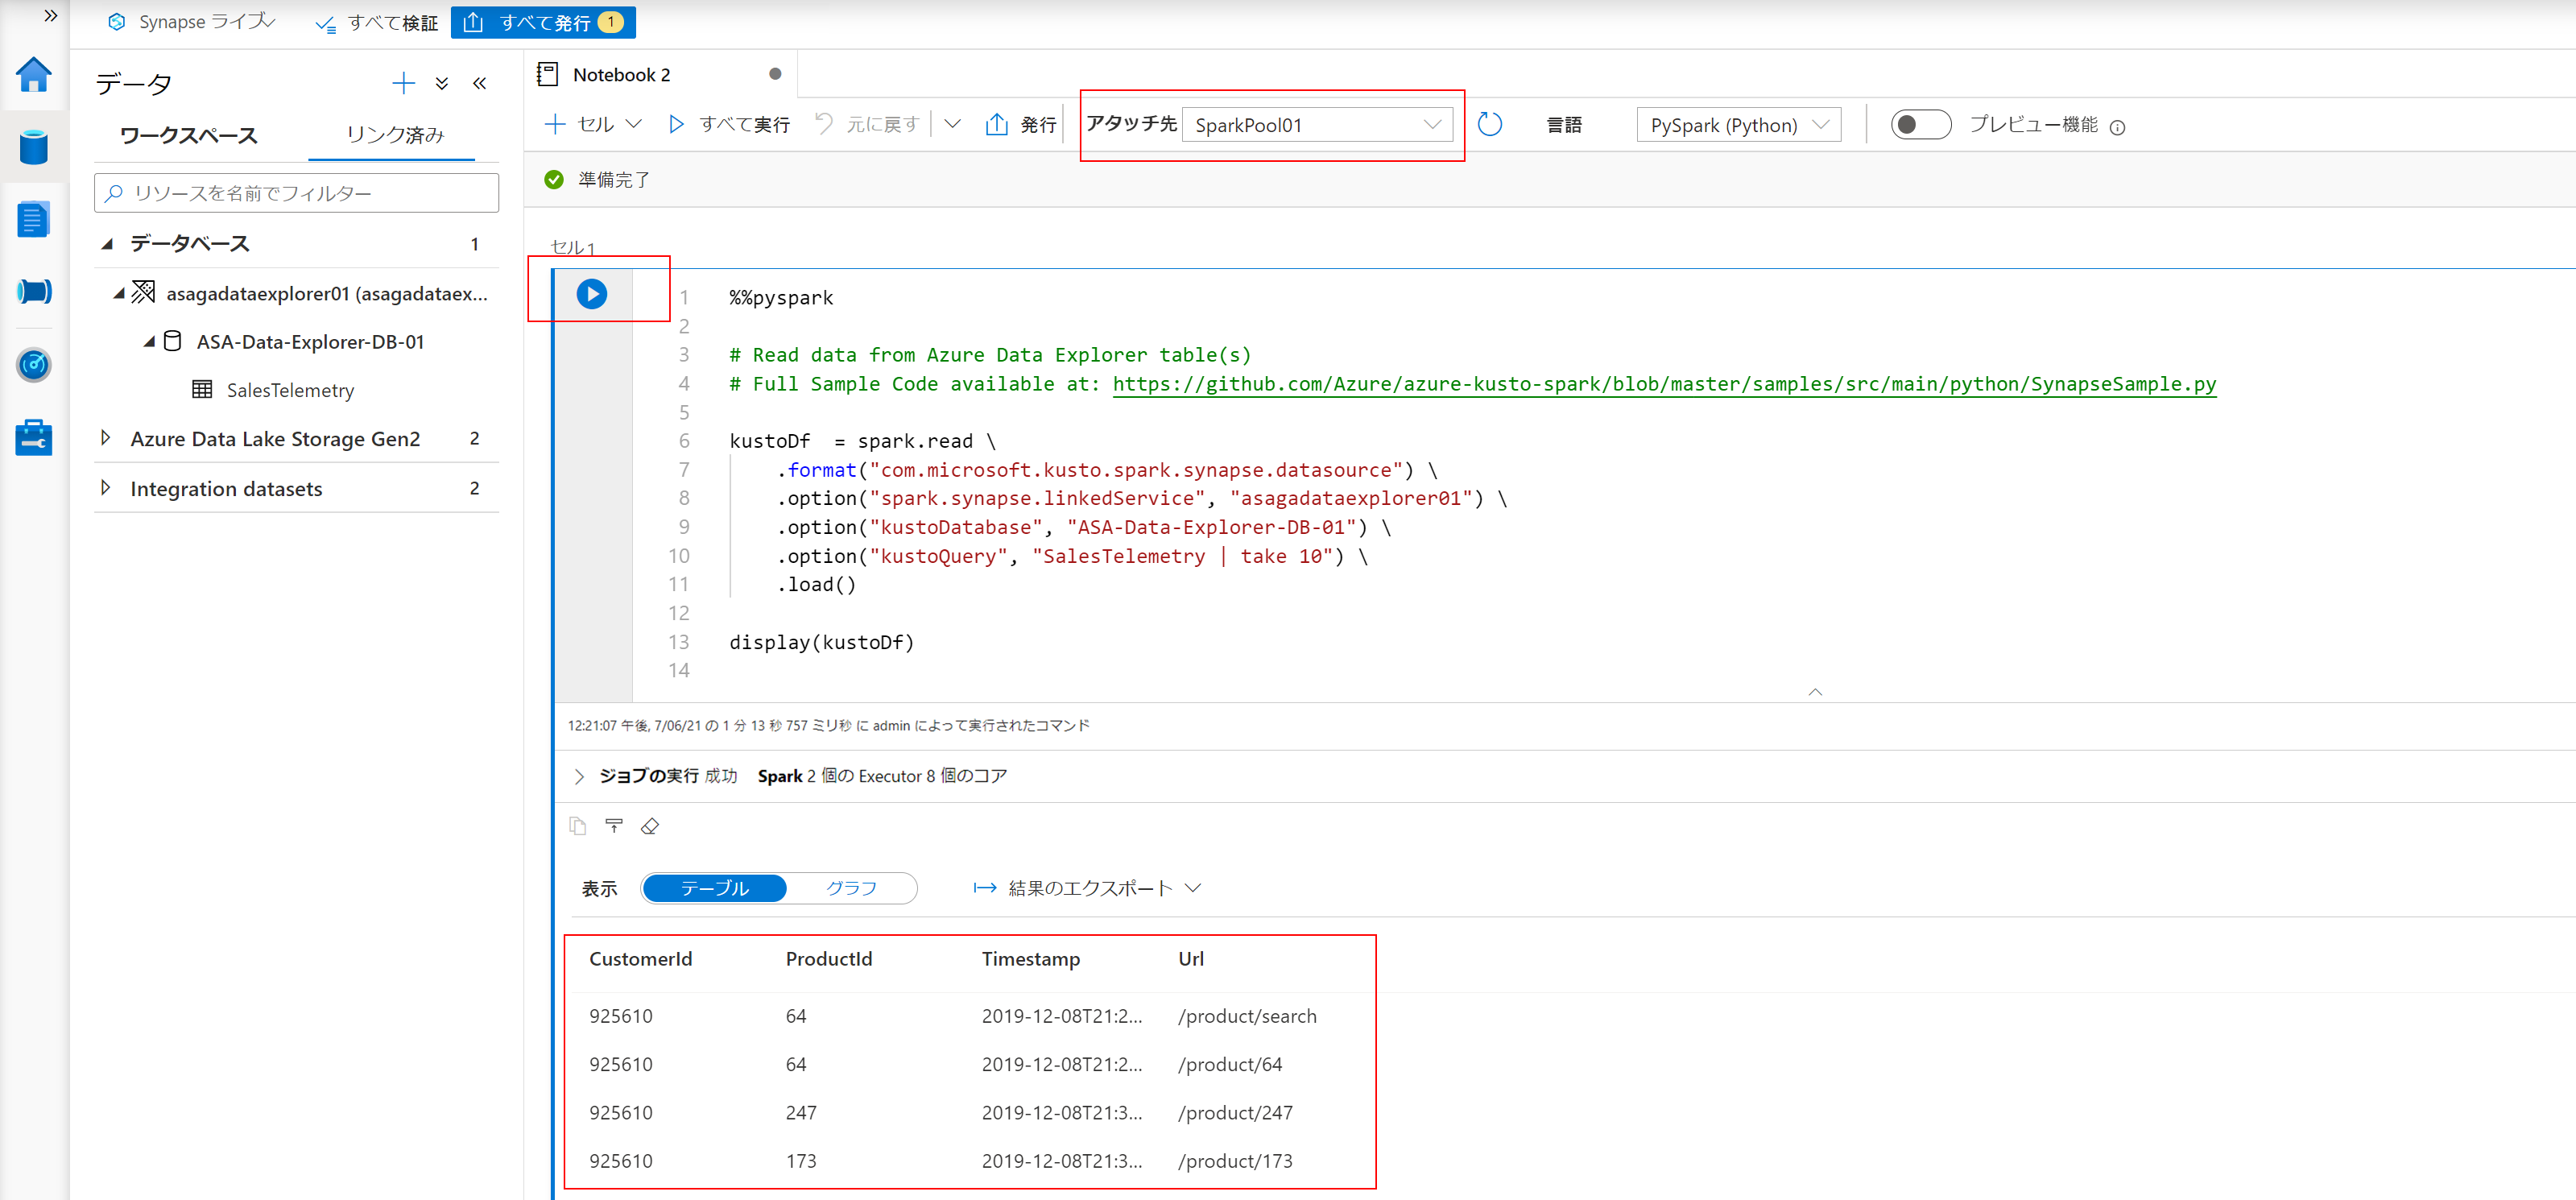 Synapse ライブ
すべて検証
すべて発行 1
データ
ワークスペース
リンク済み
リソースを名前でフィルター
データベース 1
asagadataexplorer01 (asagadataex...
ASA-Data-Explorer-DB-01
SalesTelemetry
Azure Data Lake Storage Gen2 2
Integration datasets 2
Notebook 2
セル すべて実行 元に戻す 発行 アタッチ先 SparkPool01 言語 PySpark (Python) プレビュー機能
準備完了
セル1
1 %%pyspark
2
3 # Read data from Azure Data Explorer table(s)
4 # Full Sample Code available at: https://github.com/Azure/azure-kusto-spark/blob/master/samples/src/main/python/SynapseSample.py
5
6 kustoDf  = spark.read \
7 .format("com.microsoft.kusto.spark.synapse.datasource") \
8 .option("spark.synapse.linkedService", "asagadataexplorer01") \
9 .option("kustoDatabase", "ASA-Data-Explorer-DB-01") \
10 .option("kustoQuery", "SalesTelemetry | take 10") \
11 .load()
12
13 display(kustoDf)
14
12:21:07 午後, 7/06/21 の 1 分 13 秒 757 ミリ秒 に admin によって実行されたコマンド
ジョブの実行 成功 Spark 2 個の Executor 8 個のコア
表示 テーブル グラフ 結果のエクスポート
CustomerId ProductId Timestamp Url
925610 64 2019-12-08T21:2... /product/search
925610 64 2019-12-08T21:2... /product/64
925610 247 2019-12-08T21:3... /product/247
925610 173 2019-12-08T21:3... /product/173